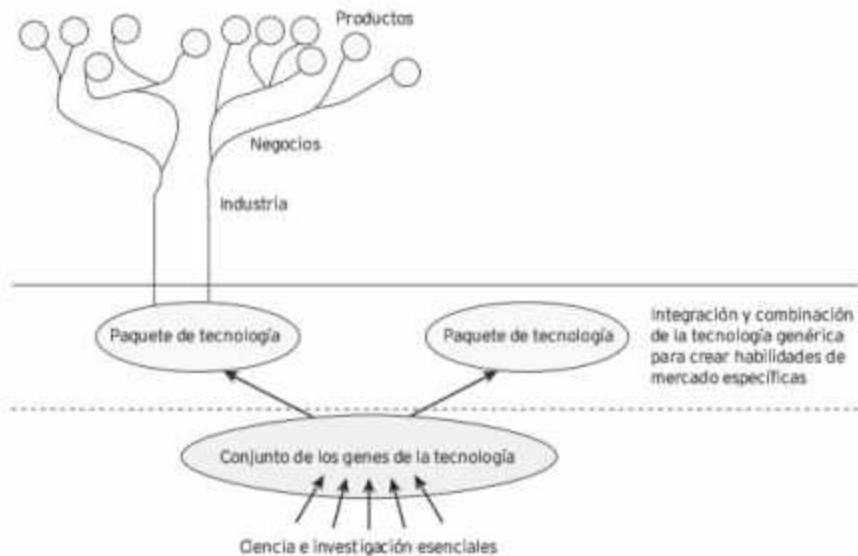 Productos
Negocios
Industria
Paquete de tecnología
Paquete de tecnología
Integración y combinación
de la tecnología genérica
para crear habilidades de
mercado específicas
Conjunto de los genes de la tecnología
Ciencia e investigación esenciales